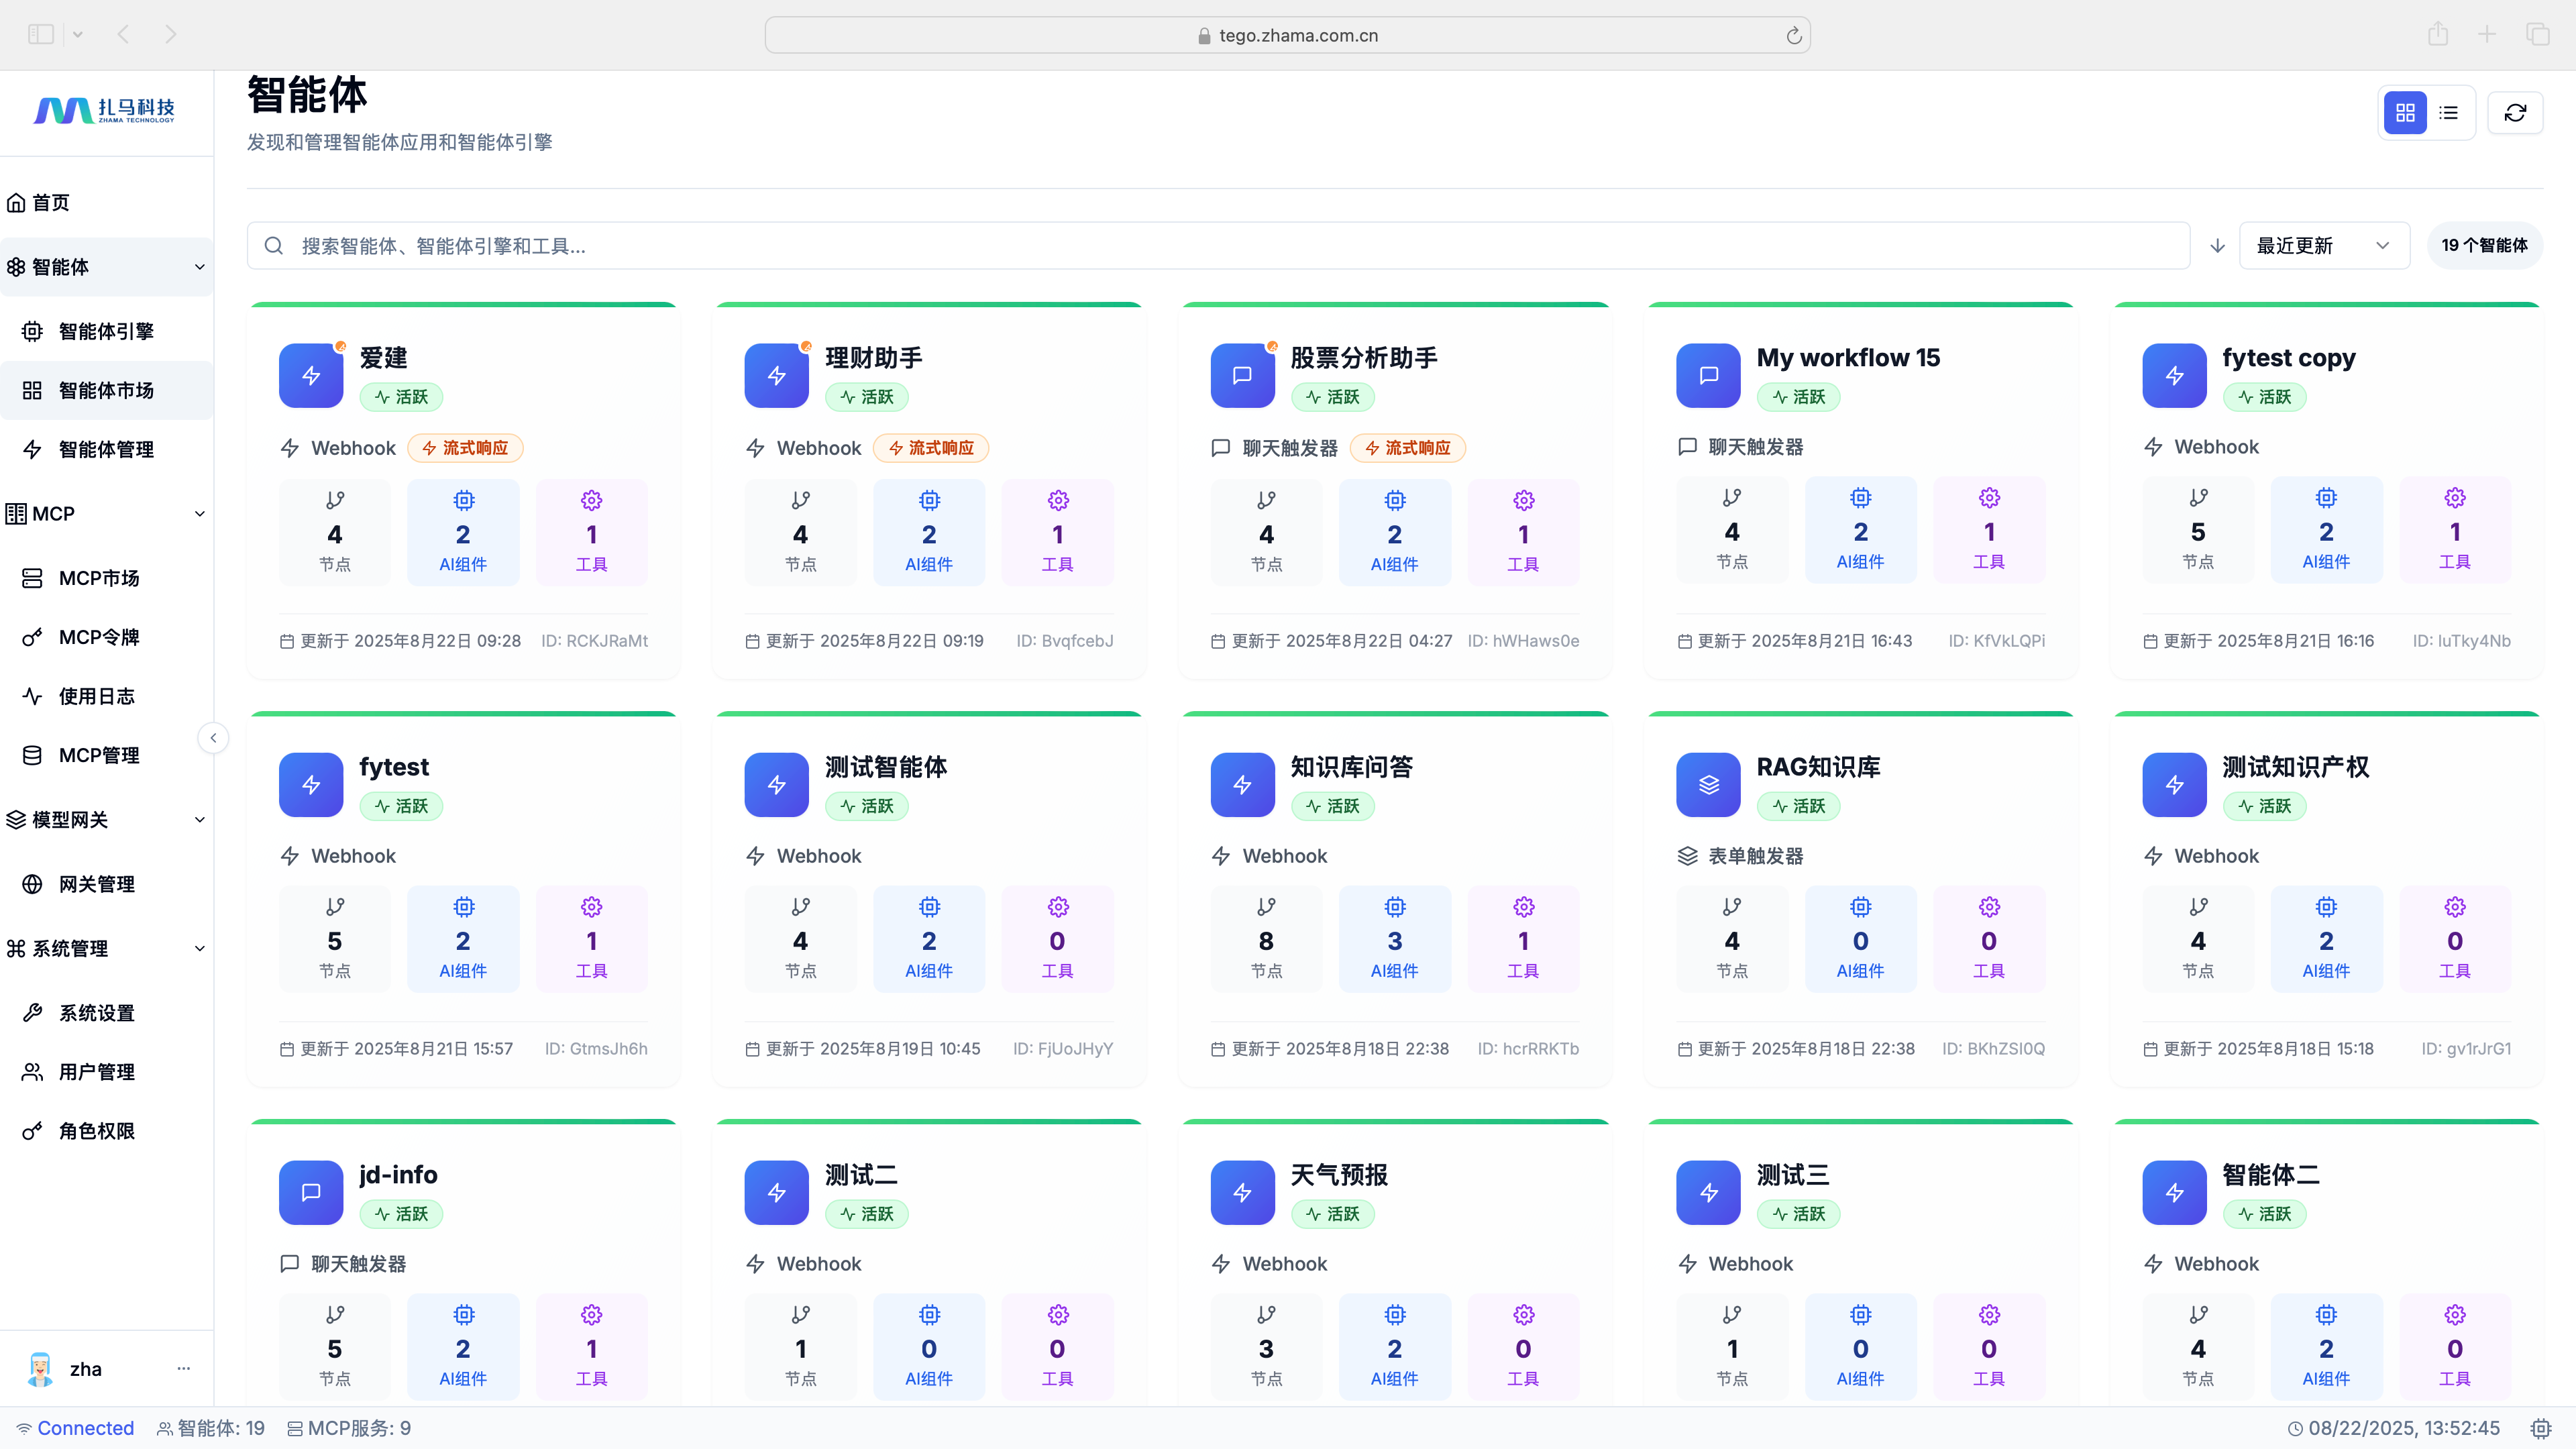 tego.zhama.com.cn
扎马科技
ZHAMA TECHNOLOGY
首页
智能体
智能体引擎
智能体市场
智能体管理
MCP
MCP市场
MCP令牌
使用日志
MCP管理
模型网关
网关管理
系统管理
系统设置
用户管理
角色权限
zha
智能体
发现和管理智能体应用和智能体引擎
搜索智能体、智能体引擎和工具...
最近更新
19 个智能体
爱建
活跃
Webhook 流式响应
4 2 1
节点 AI组件 工具
更新于 2025年8月22日 09:28 ID: RCKJRaMt
理财助手
活跃
Webhook 流式响应
4 2 1
节点 AI组件 工具
更新于 2025年8月22日 09:19 ID: BvqfcebJ
股票分析助手
活跃
聊天触发器 流式响应
4 2 1
节点 AI组件 工具
更新于 2025年8月22日 04:27 ID: hWHaws0e
My workflow 15
活跃
聊天触发器
4 2 1
节点 AI组件 工具
更新于 2025年8月21日 16:43 ID: KfVkLQPi
fytest copy
活跃
Webhook
5 2 1
节点 AI组件 工具
更新于 2025年8月21日 16:16 ID: IuTky4Nb
fytest
活跃
Webhook
5 2 1
节点 AI组件 工具
更新于 2025年8月21日 15:57 ID: GtmsJh6h
测试智能体
活跃
Webhook
4 2 0
节点 AI组件 工具
更新于 2025年8月19日 10:45 ID: FjUoJHyY
知识库问答
活跃
Webhook
8 3 1
节点 AI组件 工具
更新于 2025年8月18日 22:38 ID: hcrRRKTb
RAG知识库
活跃
表单触发器
4 0 0
节点 AI组件 工具
更新于 2025年8月18日 22:38 ID: BKhZSI0Q
测试知识产权
活跃
Webhook
4 2 0
节点 AI组件 工具
更新于 2025年8月18日 15:18 ID: gv1rJrG1
jd-info
活跃
聊天触发器
5 2 1
节点 AI组件 工具
测试二
活跃
Webhook
1 0 0
节点 AI组件 工具
天气预报
活跃
Webhook
3 2 0
节点 AI组件 工具
测试三
活跃
Webhook
1 0 0
节点 AI组件 工具
智能体二
活跃
Webhook
4 2 0
节点 AI组件 工具
Connected 智能体: 19 MCP服务: 9 08/22/2025, 13:52:45